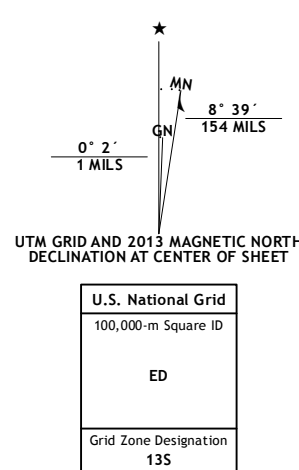 ★
MN
GN
8° 39´
154 MILS
0° 2´
1 MILS
UTM GRID AND 2013 MAGNETIC NORTH
DECLINATION AT CENTER OF SHEET
U.S. National Grid
100,000-m Square ID
ED
Grid Zone Designation
13S